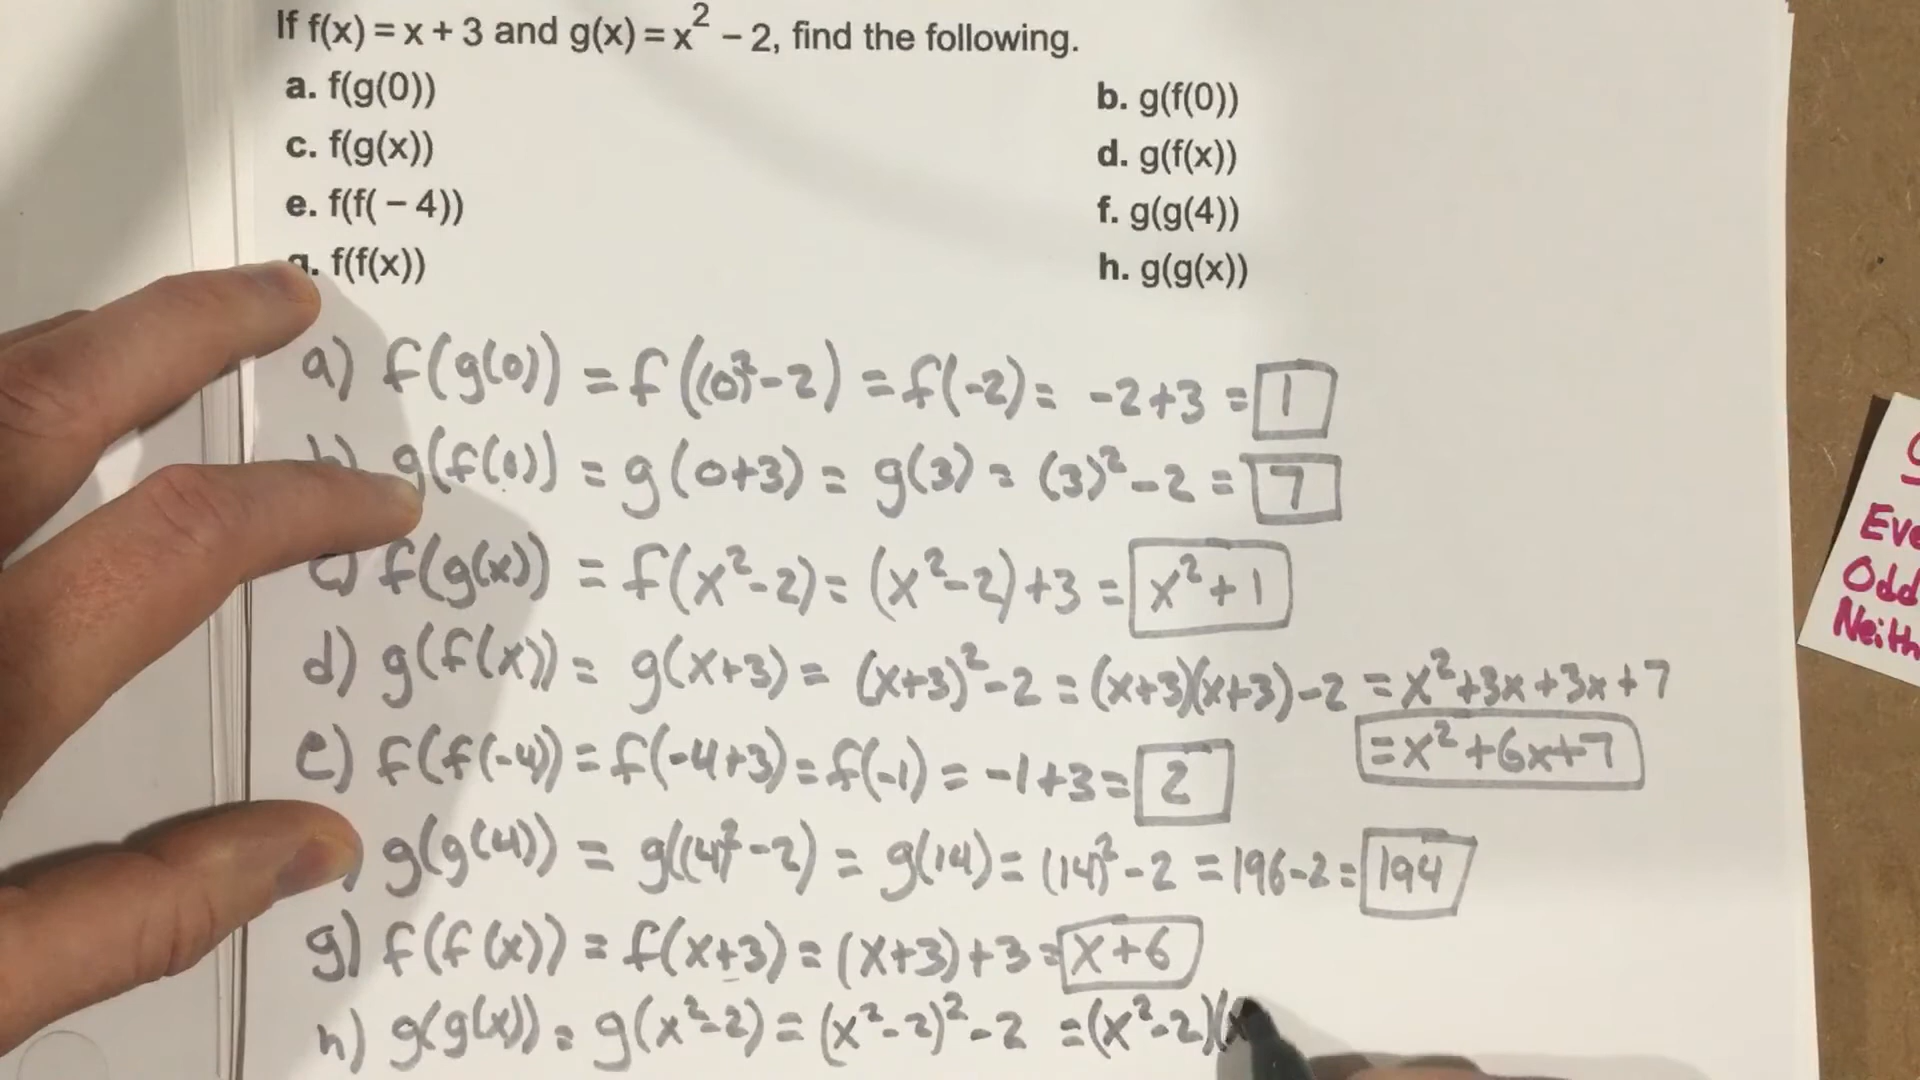 If f(x) = x + 3 and g(x) = x² − 2, find the following.
a. f(g(0))
b. g(f(0))
c. f(g(x))
d. g(f(x))
e. f(f( − 4))
f. g(g(4))
g. f(f(x))
h. g(g(x))
a) f(g(0)) = f((0)²-2) = f(-2) = -2+3 = 1
b) g(f(0)) = g(0+3) = g(3) = (3)²-2 = 7
c) f(g(x)) = f(x²-2) = (x²-2)+3 = x²+1
d) g(f(x)) = g(x+3) = (x+3)²-2 = (x+3)(x+3)-2 = x²+3x+3x+7
= x²+6x+7
e) f(f(-4)) = f(-4+3) = f(-1) = -1+3 = 2
) g(g(4)) = g((4)²-2) = g(14) = (14)²-2 = 196-2 = 194
g) f(f(x)) = f(x+3) = (x+3)+3 = x+6
h) g(g(x)) = g(x²-2) = (x²-2)²-2 = (x²-2)(x
Eve
Odd
Neith